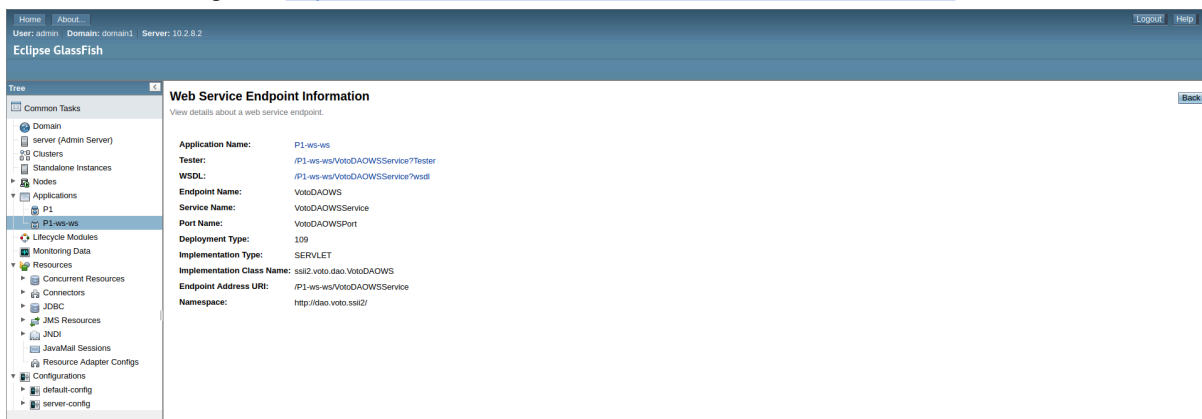 Home About... Logout Help
User: admin Domain: domain1 Server: 10.2.8.2
Eclipse GlassFish
Tree
Common Tasks
Domain
server (Admin Server)
Clusters
Standalone Instances
Nodes
Applications
P1
P1-ws-ws
Lifecycle Modules
Monitoring Data
Resources
Concurrent Resources
Connectors
JDBC
JMS Resources
JNDI
JavaMail Sessions
Resource Adapter Configs
Configurations
default-config
server-config
Web Service Endpoint Information
Back
View details about a web service endpoint.
Application Name: P1-ws-ws
Tester: /P1-ws-ws/VotoDAOWSService?Tester
WSDL: /P1-ws-ws/VotoDAOWSService?wsdl
Endpoint Name: VotoDAOWS
Service Name: VotoDAOWSService
Port Name: VotoDAOWSPort
Deployment Type: 109
Implementation Type: SERVLET
Implementation Class Name: ssii2.voto.dao.VotoDAOWS
Endpoint Address URI: /P1-ws-ws/VotoDAOWSService
Namespace: http://dao.voto.ssii2/